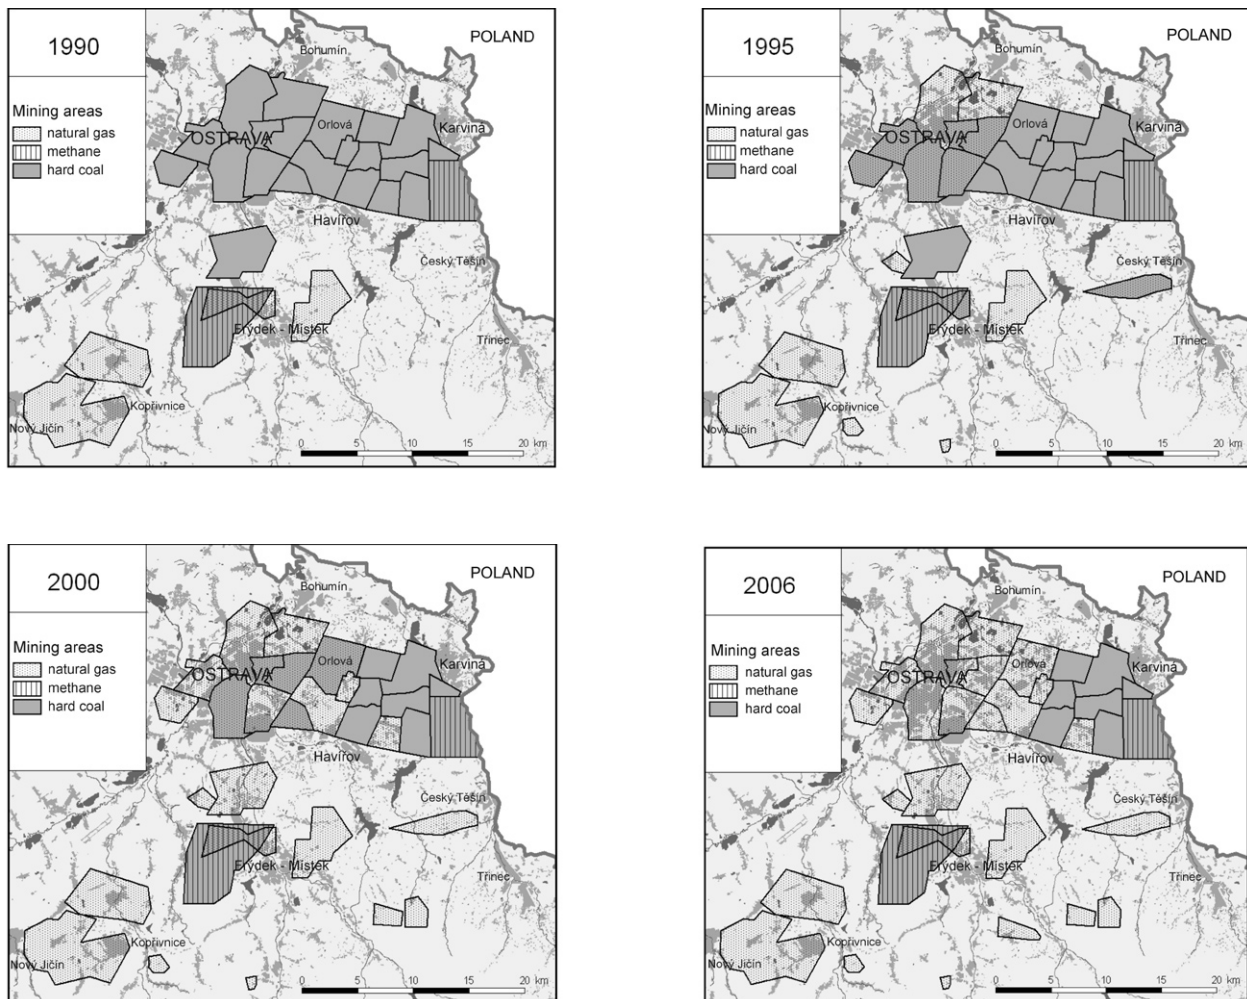 1990
POLAND
Bohumín
Mining areas
natural gas
methane
hard coal
OSTRAVA
Orlová
Karviná
Havířov
Český Těšín
Frýdek - Místek
Třinec
Kopřivnice
Nový Jičín
0 5 10 15 20 km
1995
POLAND
Bohumín
Mining areas
natural gas
methane
hard coal
OSTRAVA
Orlová
Karviná
Havířov
Český Těšín
Frýdek - Místek
Třinec
Kopřivnice
Nový Jičín
0 5 10 15 20 km
2000
POLAND
Bohumín
Mining areas
natural gas
methane
hard coal
OSTRAVA
Orlová
Karviná
Havířov
Český Těšín
Frýdek - Místek
Třinec
Kopřivnice
Nový Jičín
0 5 10 15 20 km
2006
POLAND
Bohumín
Mining areas
natural gas
methane
hard coal
OSTRAVA
Orlová
Karviná
Havířov
Český Těšín
Frýdek - Místek
Třinec
Kopřivnice
Nový Jičín
0 5 10 15 20 km